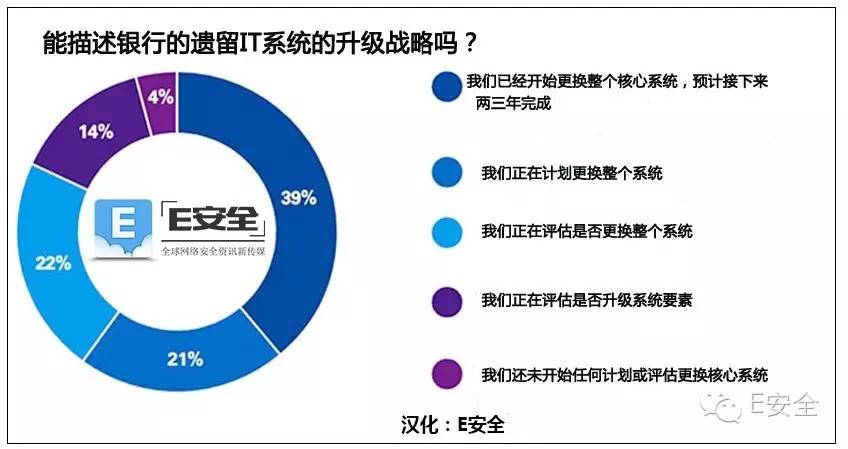 能描述银行的遗留IT系统的升级战略吗？
4%
14%
39%
22%
21%
E
E安全
全球网络安全资讯新传媒
我们已经开始更换整个核心系统，预计接下来
两三年完成
我们正在计划更换整个系统
我们正在评估是否更换整个系统
我们正在评估是否升级系统要素
我们还未开始任何计划或评估更换核心系统
E安全
汉化：E安全